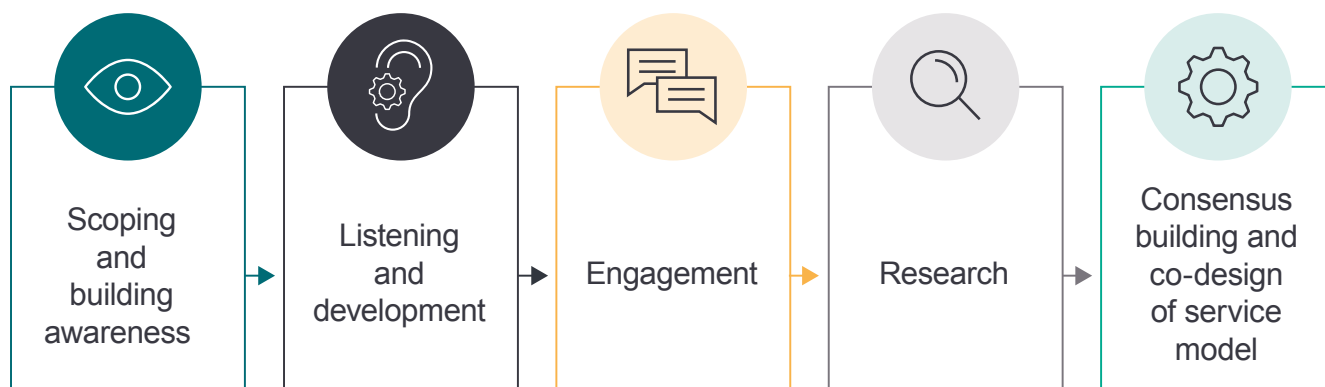 Scoping
and
building
awareness
Listening
and
development
Engagement
Research
Consensus
building and
co-design
of service
model